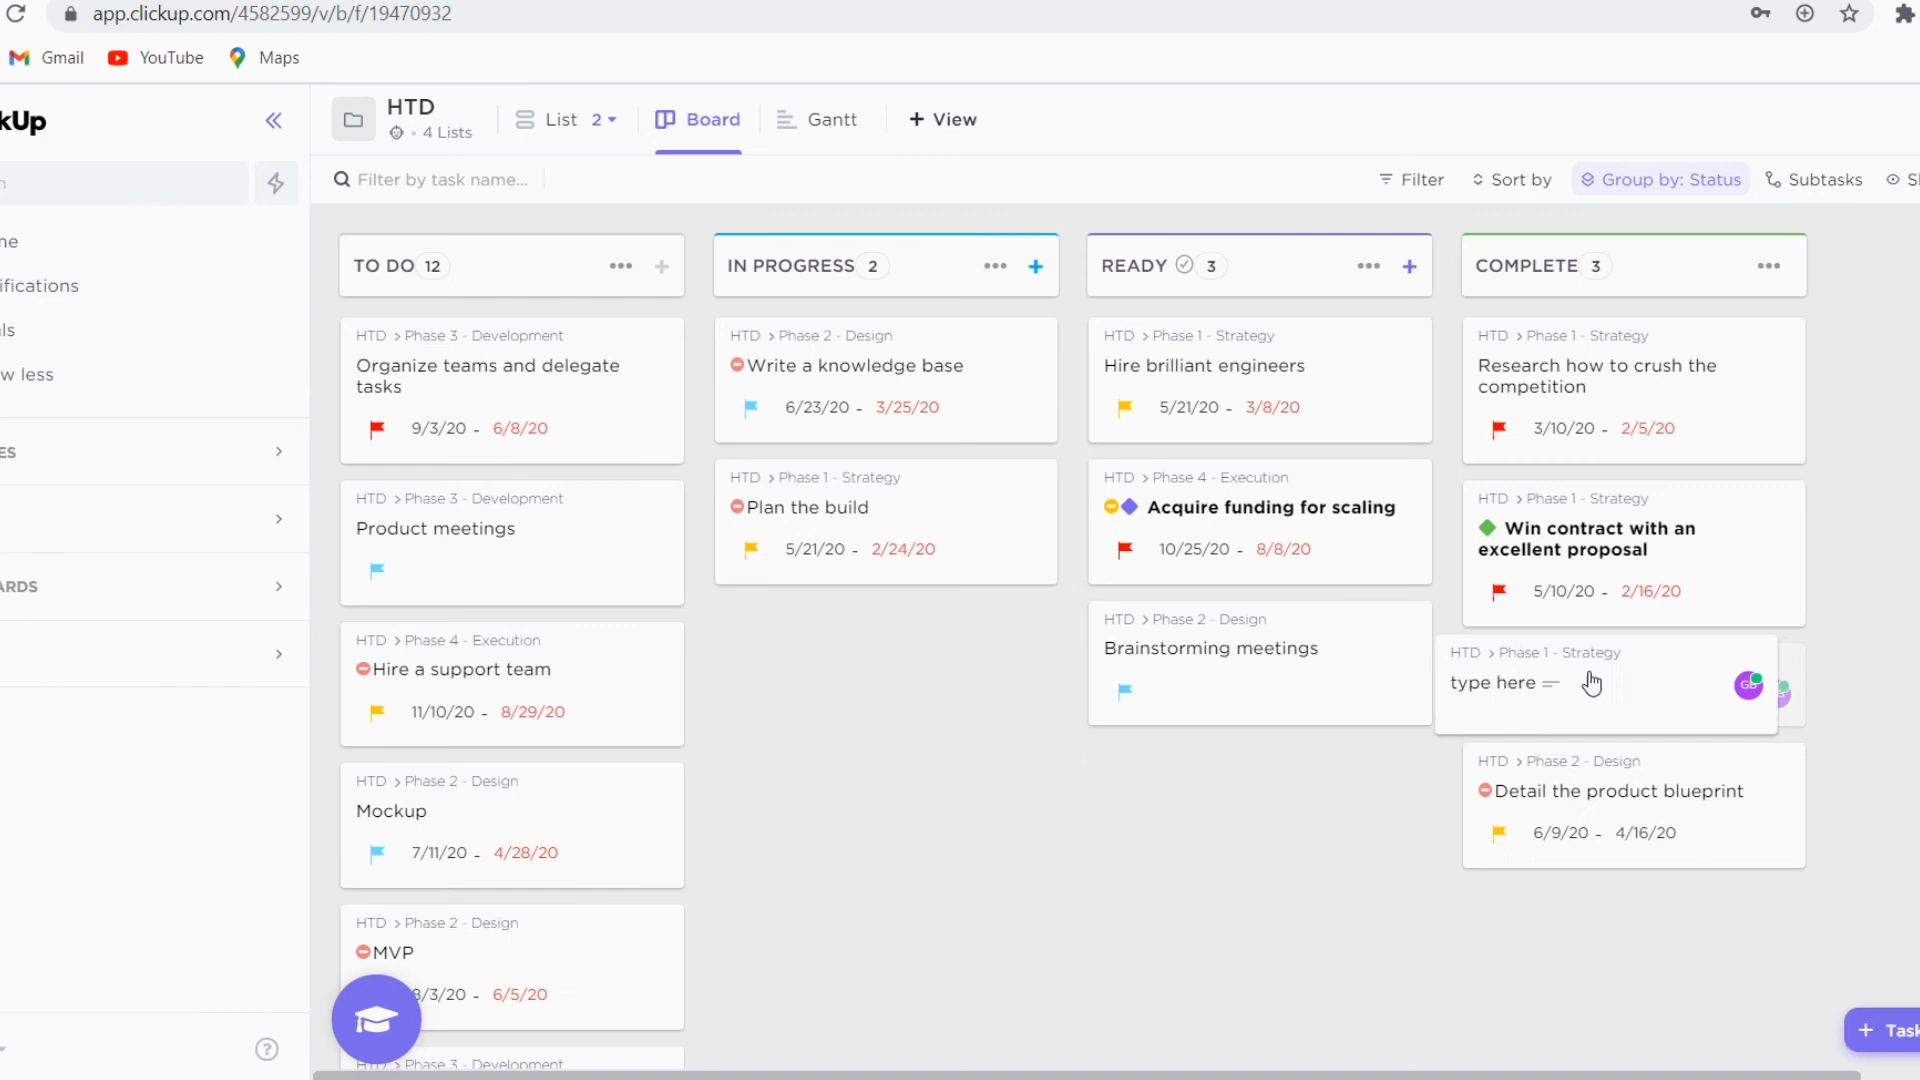 app.clickup.com/4582599/v/b/f/19470932
Gmail YouTube Maps
kUp
HTD
4 Lists
List 2
Board
Gantt
+ View
Filter by task name...
Filter
Sort by
Group by: Status
Subtasks
me
ifications
ls
w less
ES
ARDS
TO DO 12
HTD > Phase 3 - Development
Organize teams and delegate
tasks
9/3/20 - 6/8/20
HTD > Phase 3 - Development
Product meetings
HTD > Phase 4 - Execution
Hire a support team
11/10/20 - 8/29/20
HTD > Phase 2 - Design
Mockup
7/11/20 - 4/28/20
HTD > Phase 2 - Design
MVP
/3/20 - 6/5/20
HTD > Phase 3 - Development
IN PROGRESS 2
HTD > Phase 2 - Design
Write a knowledge base
6/23/20 - 3/25/20
HTD > Phase 1 - Strategy
Plan the build
5/21/20 - 2/24/20
READY 3
HTD > Phase 1 - Strategy
Hire brilliant engineers
5/21/20 - 3/8/20
HTD > Phase 4 - Execution
Acquire funding for scaling
10/25/20 - 8/8/20
HTD > Phase 2 - Design
Brainstorming meetings
COMPLETE 3
HTD > Phase 1 - Strategy
Research how to crush the
competition
3/10/20 - 2/5/20
HTD > Phase 1 - Strategy
Win contract with an
excellent proposal
5/10/20 - 2/16/20
HTD > Phase 1 - Strategy
type here
GB
HTD > Phase 2 - Design
Detail the product blueprint
6/9/20 - 4/16/20
+ Task